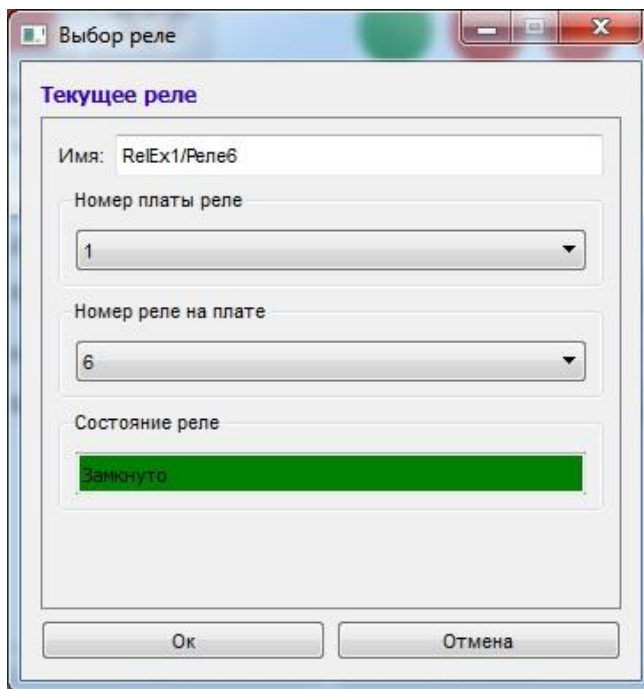 Выбор реле
Текущее реле
Имя: RelEx1/Реле6
Номер платы реле
1
Номер реле на плате
6
Состояние реле
Замкнуто
Ок Отмена